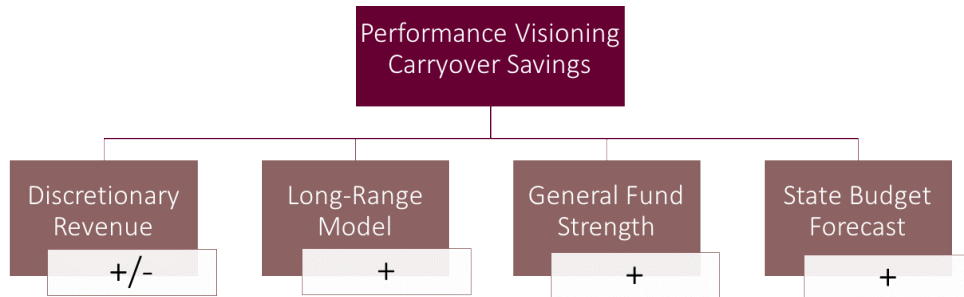 Performance Visioning
Carryover Savings
Discretionary
Revenue
+/-
Long-Range
Model
+
General Fund
Strength
+
State Budget
Forecast
+